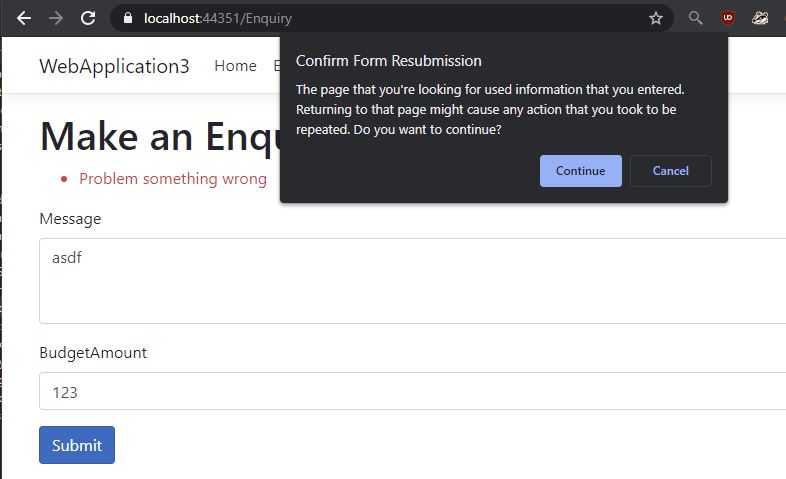 localhost:44351/Enquiry
WebApplication3 Home E
Confirm Form Resubmission
The page that you're looking for used information that you entered.
Returning to that page might cause any action that you took to be
repeated. Do you want to continue?
Continue Cancel
Make an Enqu
Problem something wrong
Message
asdf
BudgetAmount
123
Submit